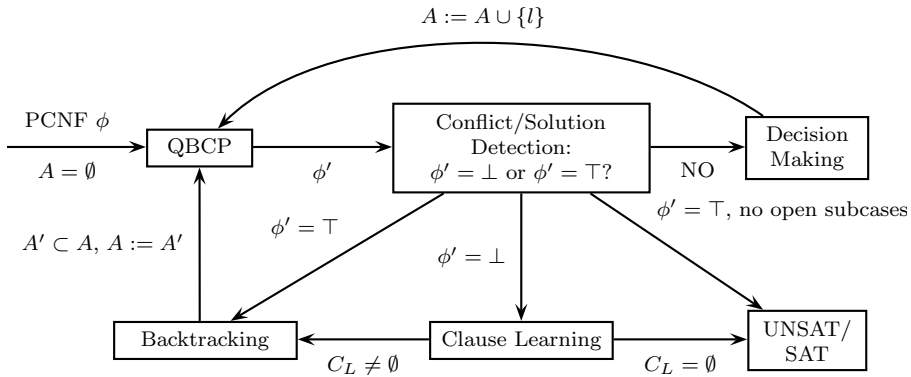 A := A ∪ {l}
PCNF ϕ
A = ∅
QBCP
ϕ′
Conflict/Solution
Detection:
ϕ′ = ⊥ or ϕ′ = ⊤?
NO
Decision
Making
A′ ⊂ A, A := A′
ϕ′ = ⊤
ϕ′ = ⊥
ϕ′ = ⊤, no open subcases
Backtracking
C_L ≠ ∅
Clause Learning
C_L = ∅
UNSAT/
SAT